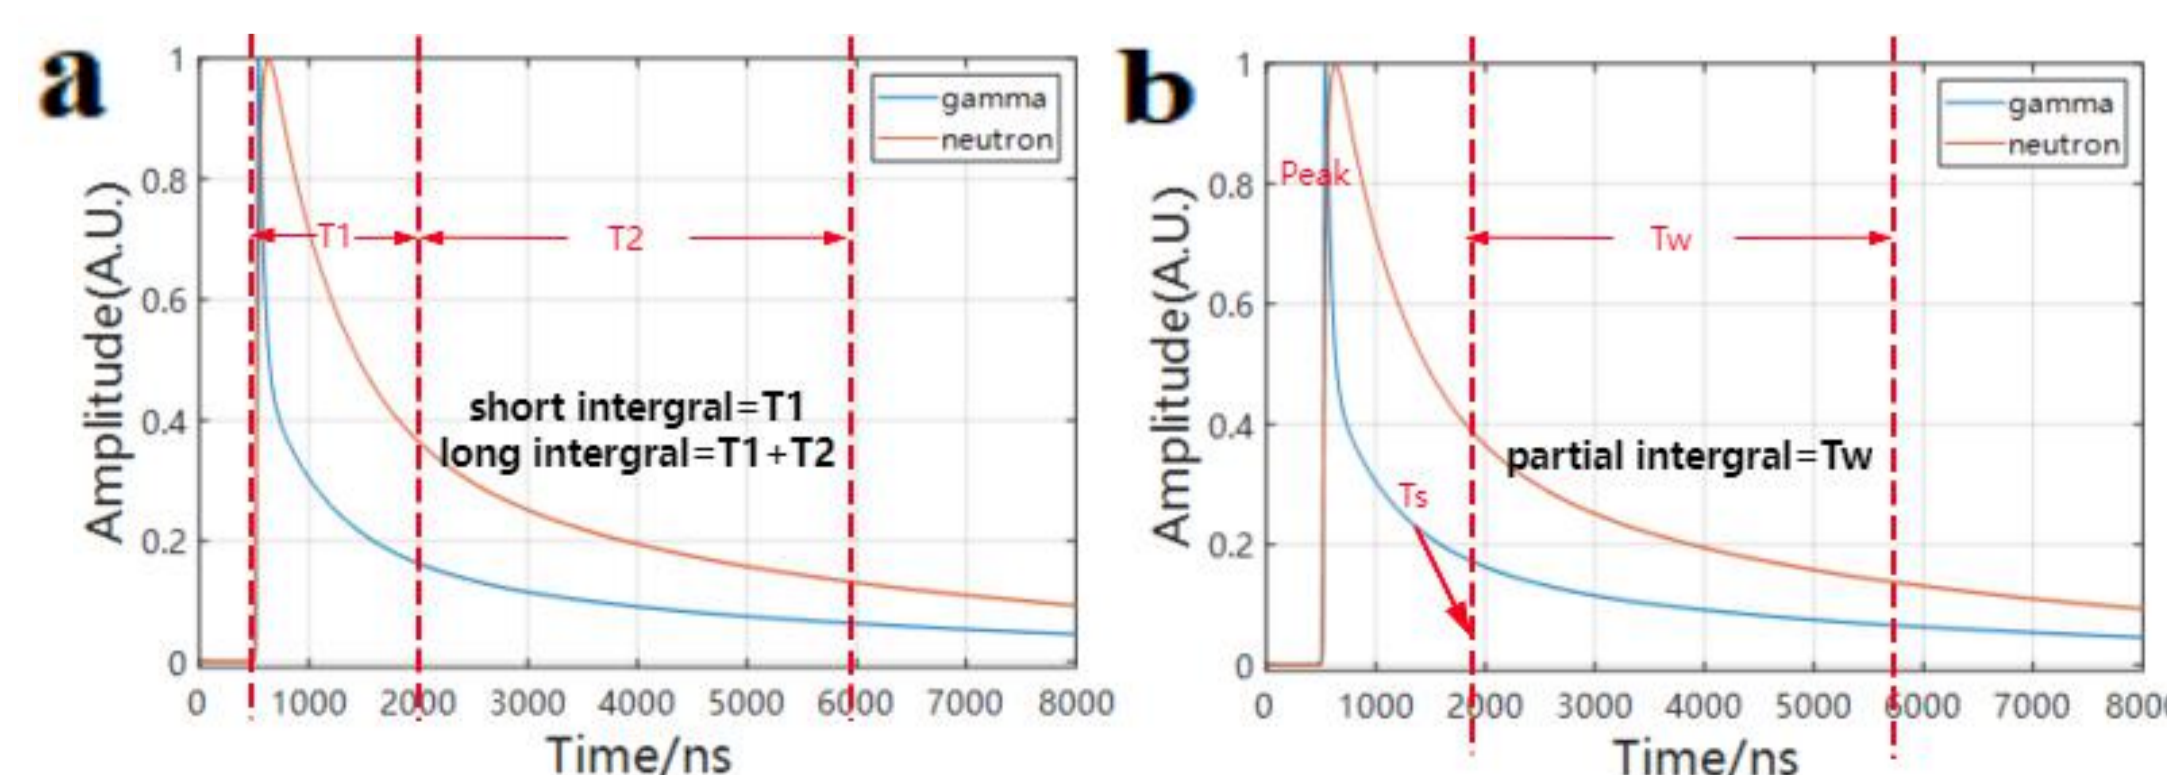 a
gamma
neutron
Amplitude(A.U.)
1
0.8
0.6
0.4
0.2
0
T1
T2
short intergral=T1
long intergral=T1+T2
0 1000 2000 3000 4000 5000 6000 7000 8000
Time/ns
b
gamma
neutron
Amplitude(A.U.)
1
0.8
0.6
0.4
0.2
0
Peak
Tw
partial intergral=Tw
Ts
0 1000 2000 3000 4000 5000 6000 7000 800
Time/ns